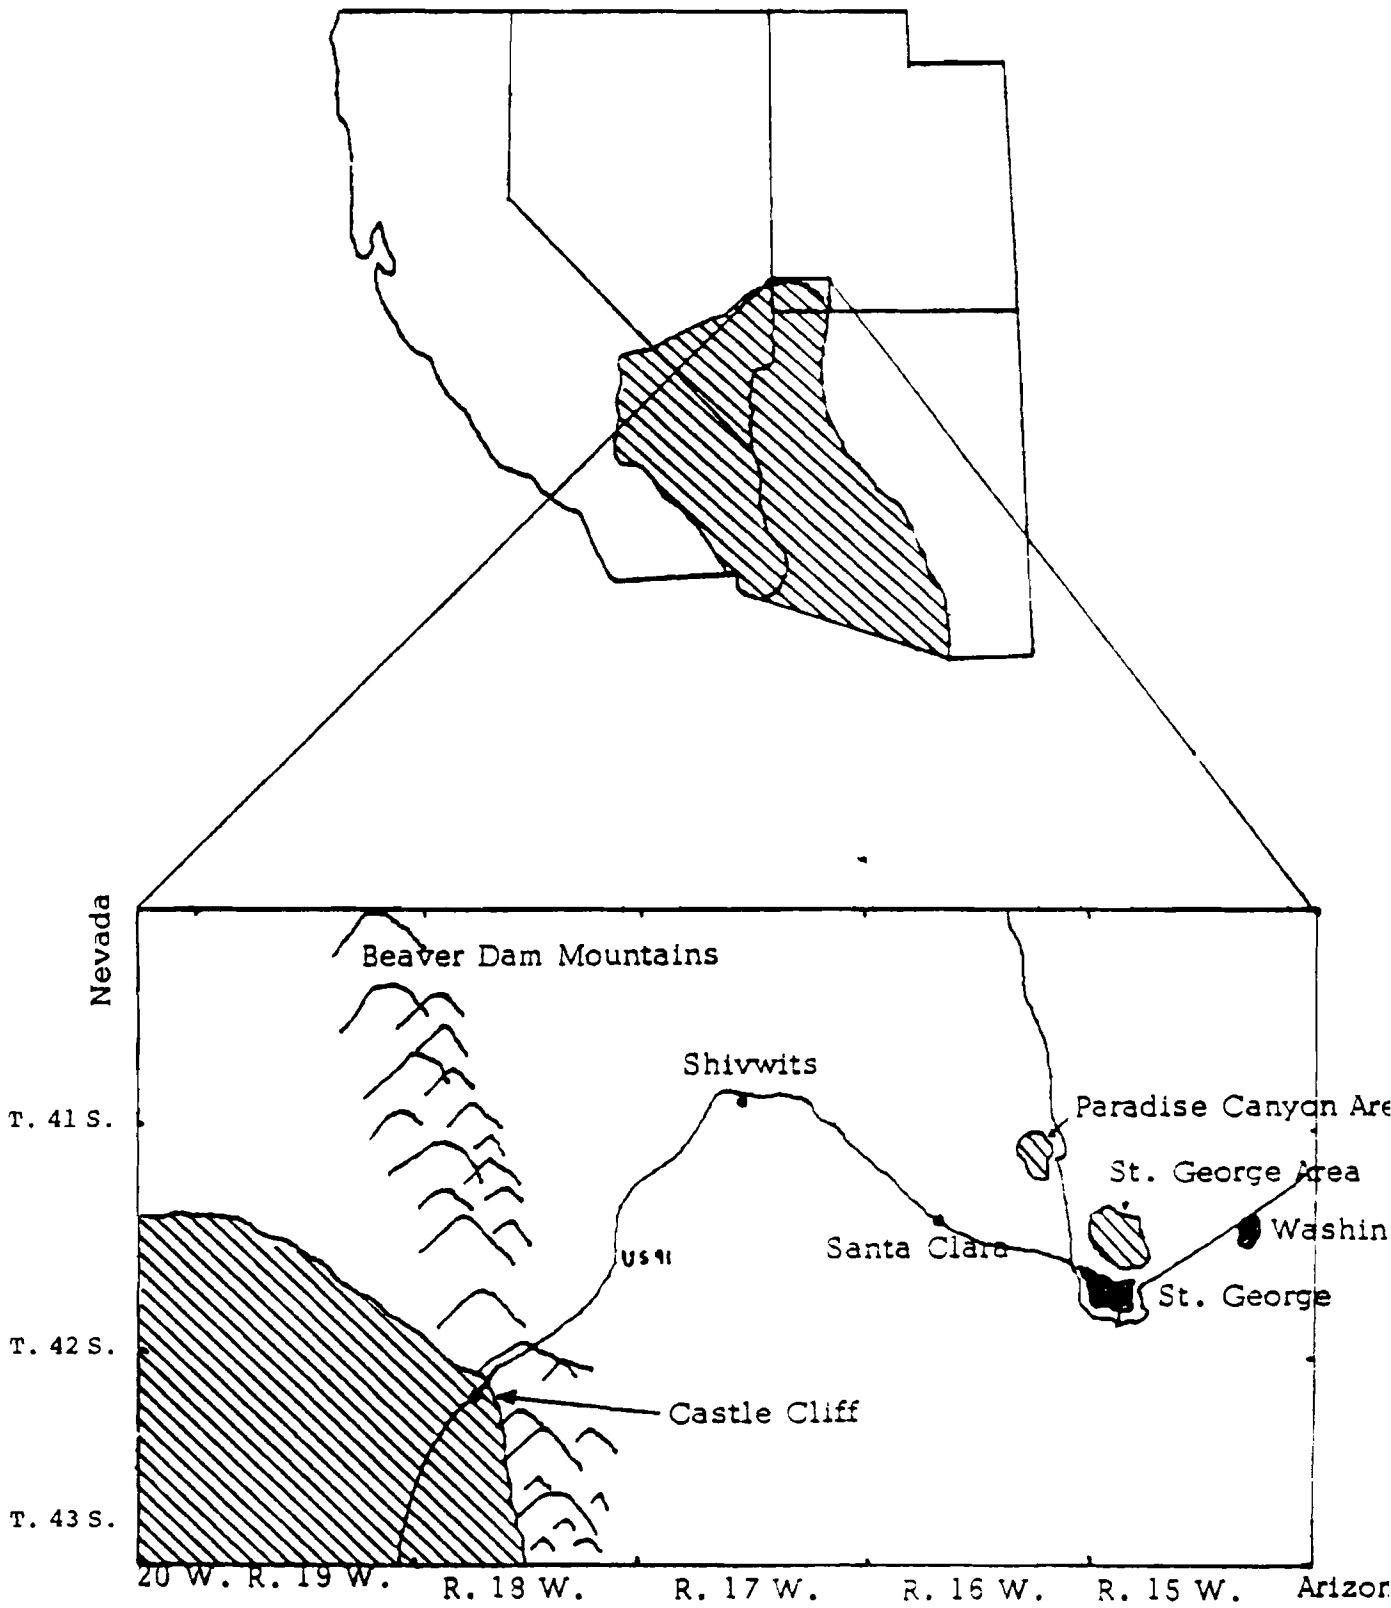 Nevada
Beaver Dam Mountains
Shivwits
T. 41 S.
Paradise Canyon Are
St. George Area
Santa Clara
Washin
US 91
St. George
T. 42 S.
Castle Cliff
T. 43 S.
20 W. R. 19 W. R. 18 W. R. 17 W. R. 16 W. R. 15 W. Arizon